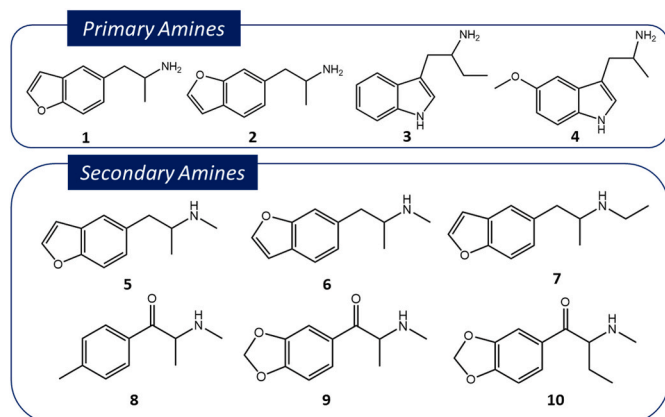 Primary Amines
NH₂ NH₂ NH₂ NH₂
O O N H O N H
1 2 3 4
Secondary Amines
H N H N H N
O O O
5 6 7
O H N O H N O H N
O O O O
8 9 10